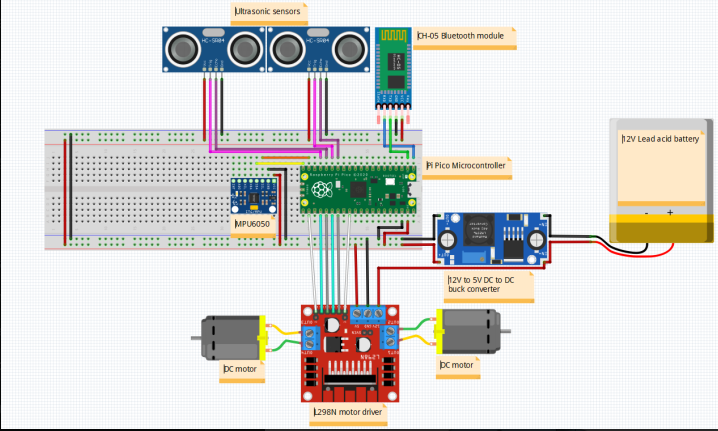 Ultrasonic sensors
HC-SR04
HC-SR04
CH-05 Bluetooth module
12V Lead acid battery
- +
Pi Pico Microcontroller
MPU6050
12V to 5V DC to DC
buck converter
L298N
DC motor
DC motor
L298N motor driver